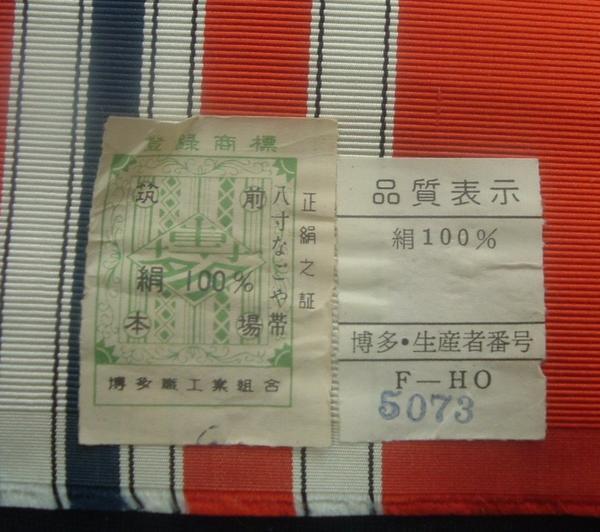 登録商標
筑前
博多
絹 100%
本場
八寸なごや帯
正絹之証
博多織工業組合
品質表示
絹100%
博多・生産者番号
F—HO
5073